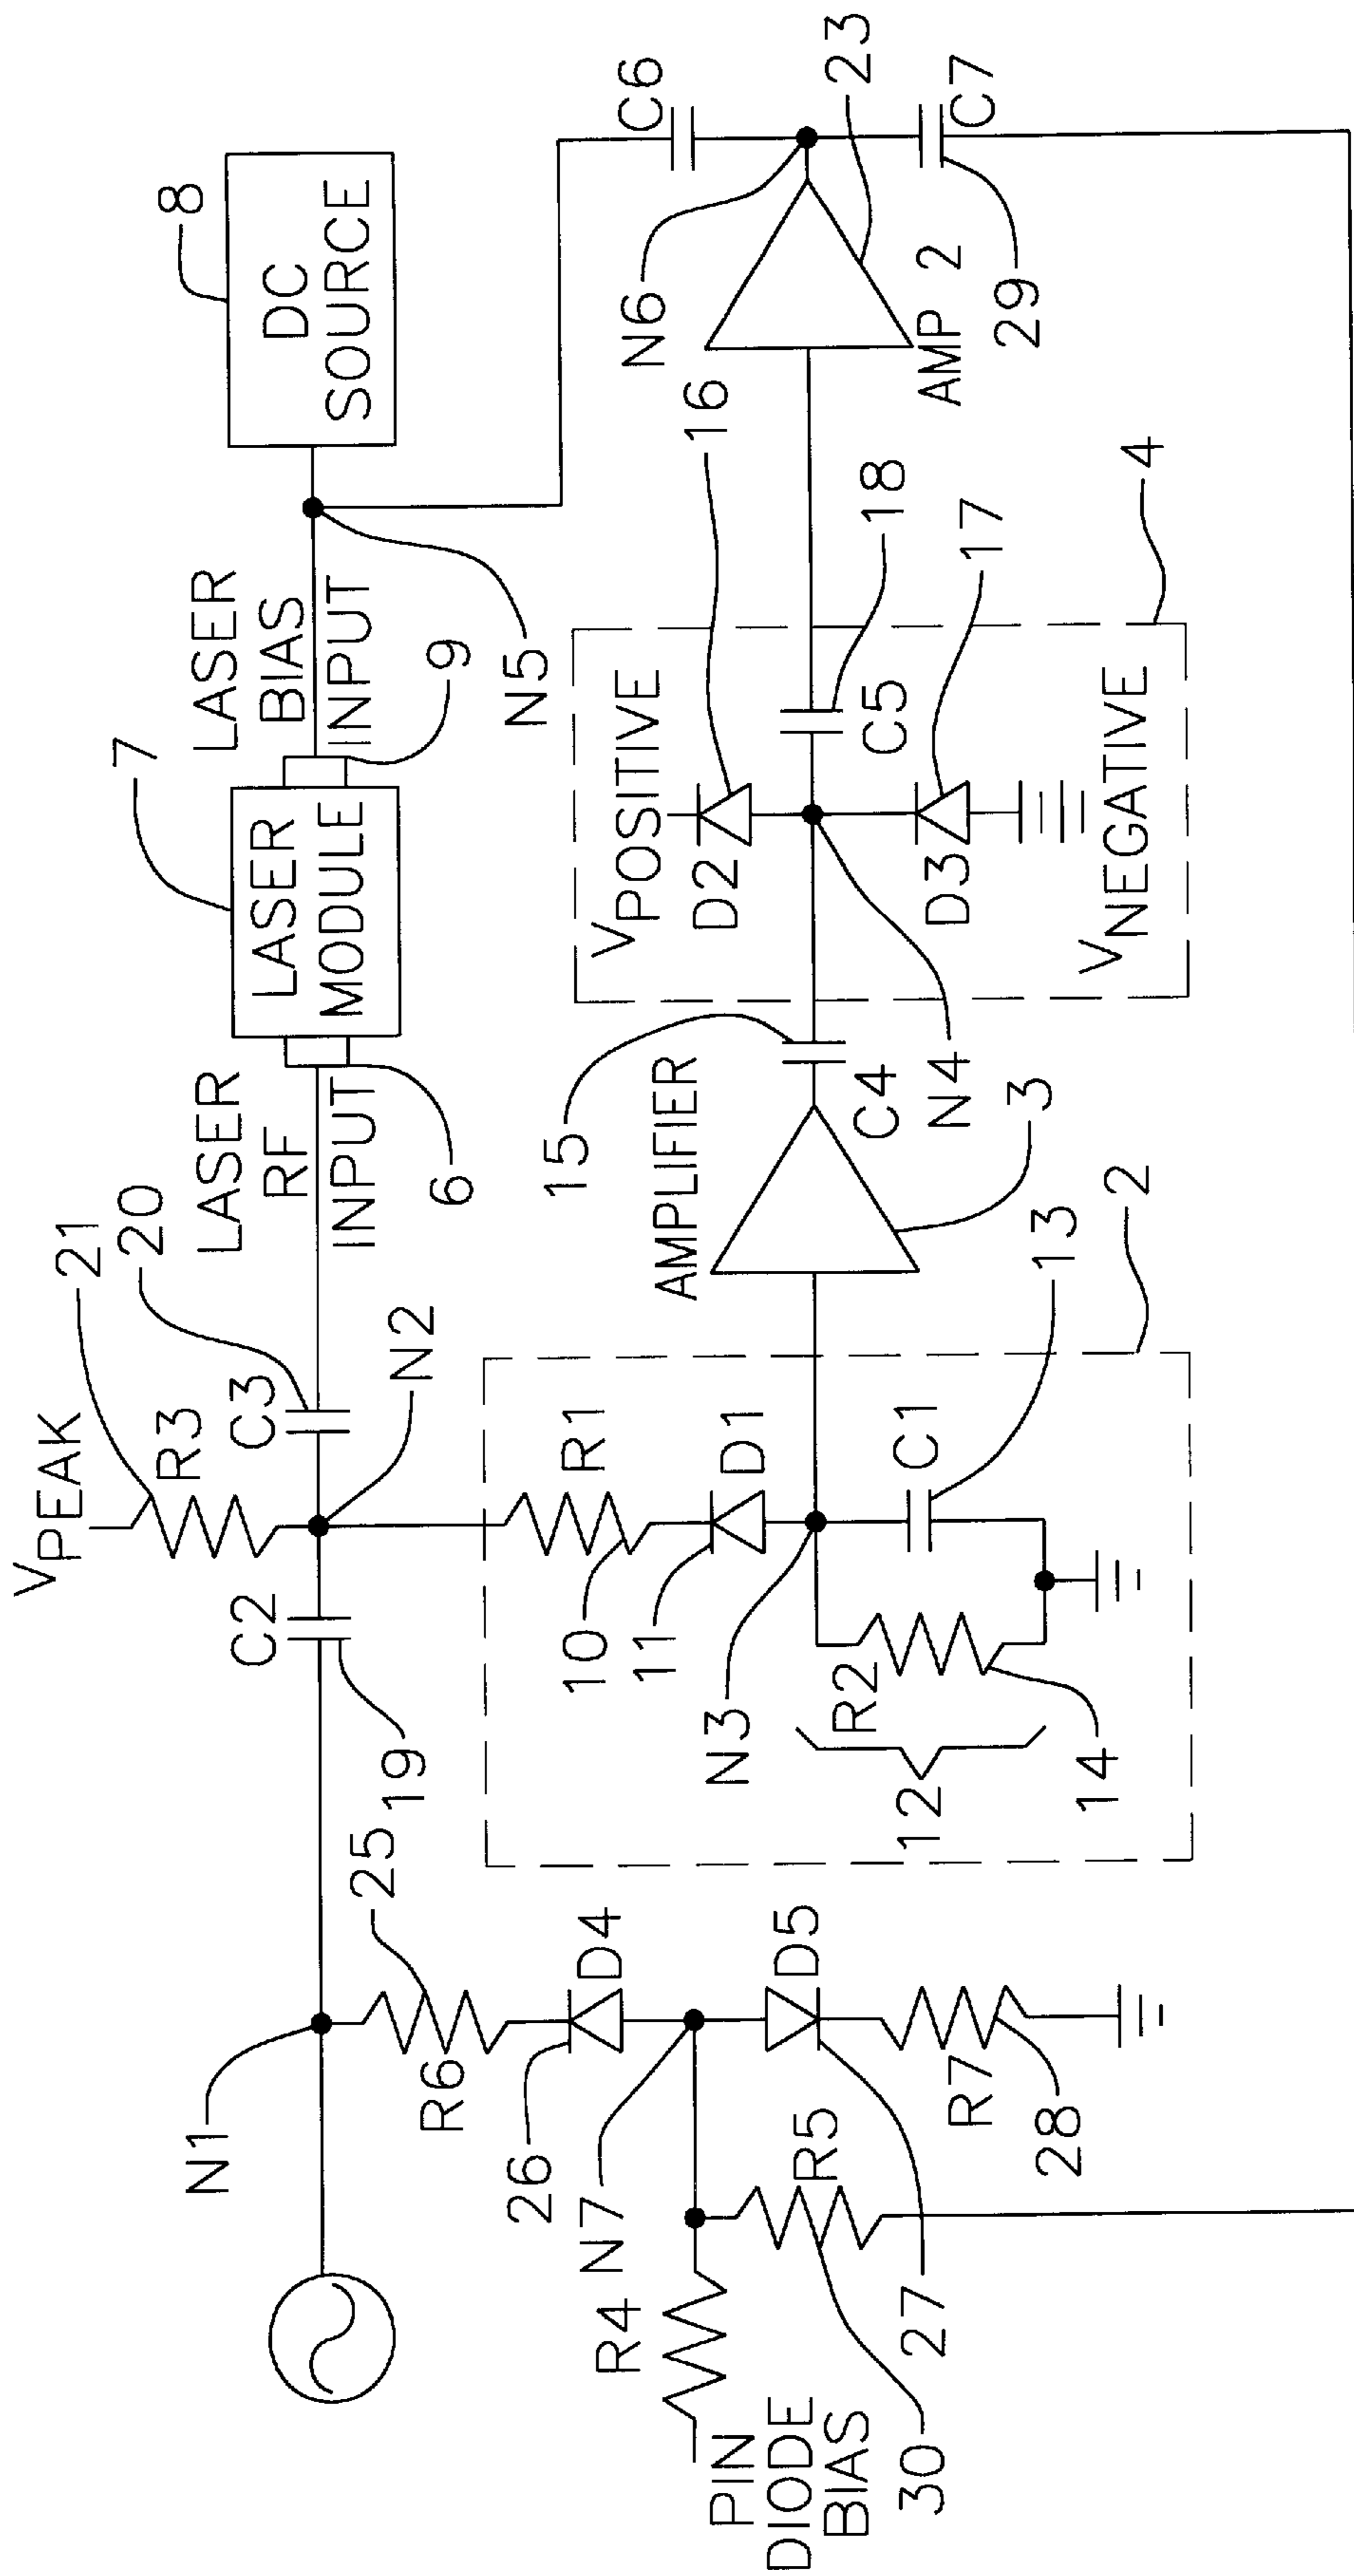 N1
R6
25
26
D4
N7
D5
R5
R4
PIN
DIODE
BIAS
30
27
R7
28
C2
19
VPEAK
21
R3
20
C3
N2
LASER
RF
INPUT
6
7
LASER
MODULE
LASER
BIAS
INPUT
9
N5
8
DC
SOURCE
R1
10
D1
11
N3
C1
13
R2
12
14
2
AMPLIFIER
3
15
C4
N4
VPOSITIVE
D2
16
C5
18
D3
17
VNEGATIVE
4
N6
C6
AMP 2
23
C7
29